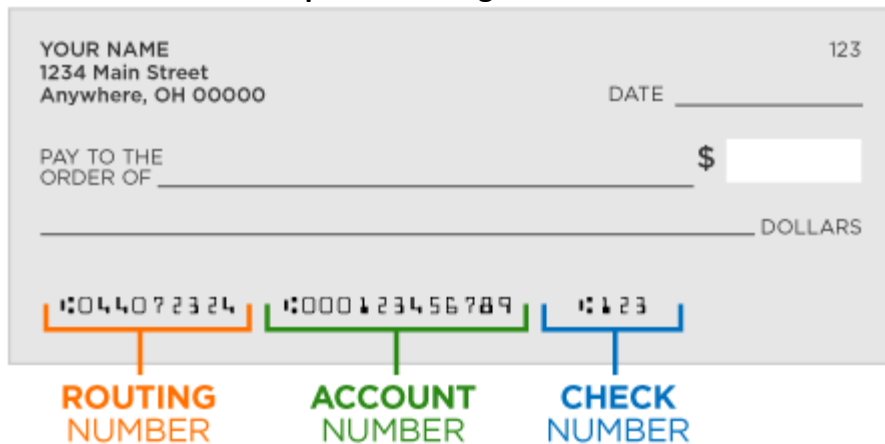 YOUR NAME 123
1234 Main Street
Anywhere, OH 00000 DATE
PAY TO THE $
ORDER OF
DOLLARS
⑆044072324 ⑆000123456789 ⑆123
ROUTING ACCOUNT CHECK
NUMBER NUMBER NUMBER